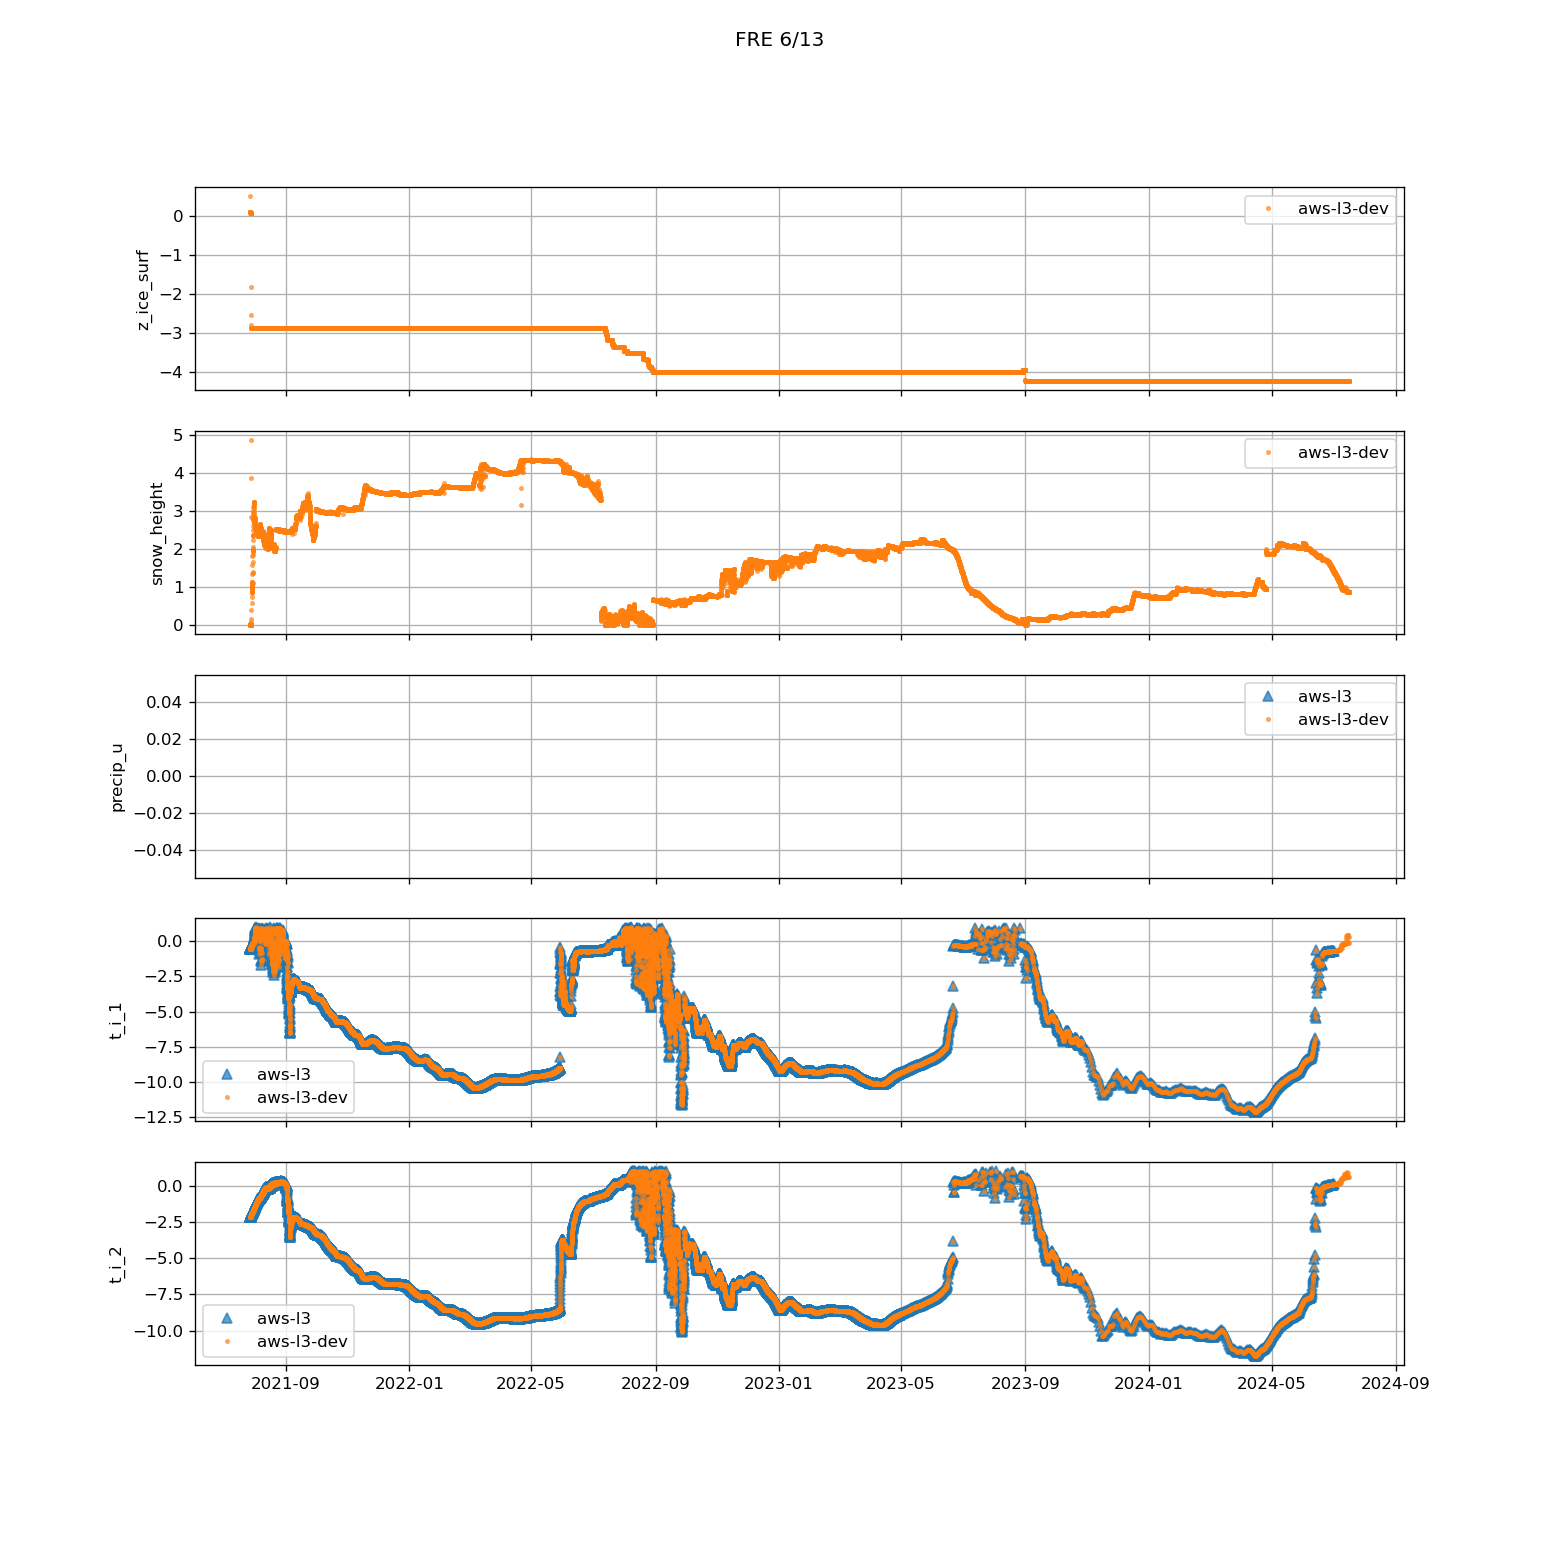 FRE 6/13
z_ice_surf
0
−1
−2
−3
−4
aws-l3-dev
snow_height
5
4
3
2
1
0
aws-l3-dev
precip_u
0.04
0.02
0.00
−0.02
−0.04
aws-l3
aws-l3-dev
t_i_1
0.0
−2.5
−5.0
−7.5
−10.0
−12.5
aws-l3
aws-l3-dev
t_i_2
0.0
−2.5
−5.0
−7.5
−10.0
aws-l3
aws-l3-dev
2021-09 2022-01 2022-05 2022-09 2023-01 2023-05 2023-09 2024-01 2024-05 2024-09